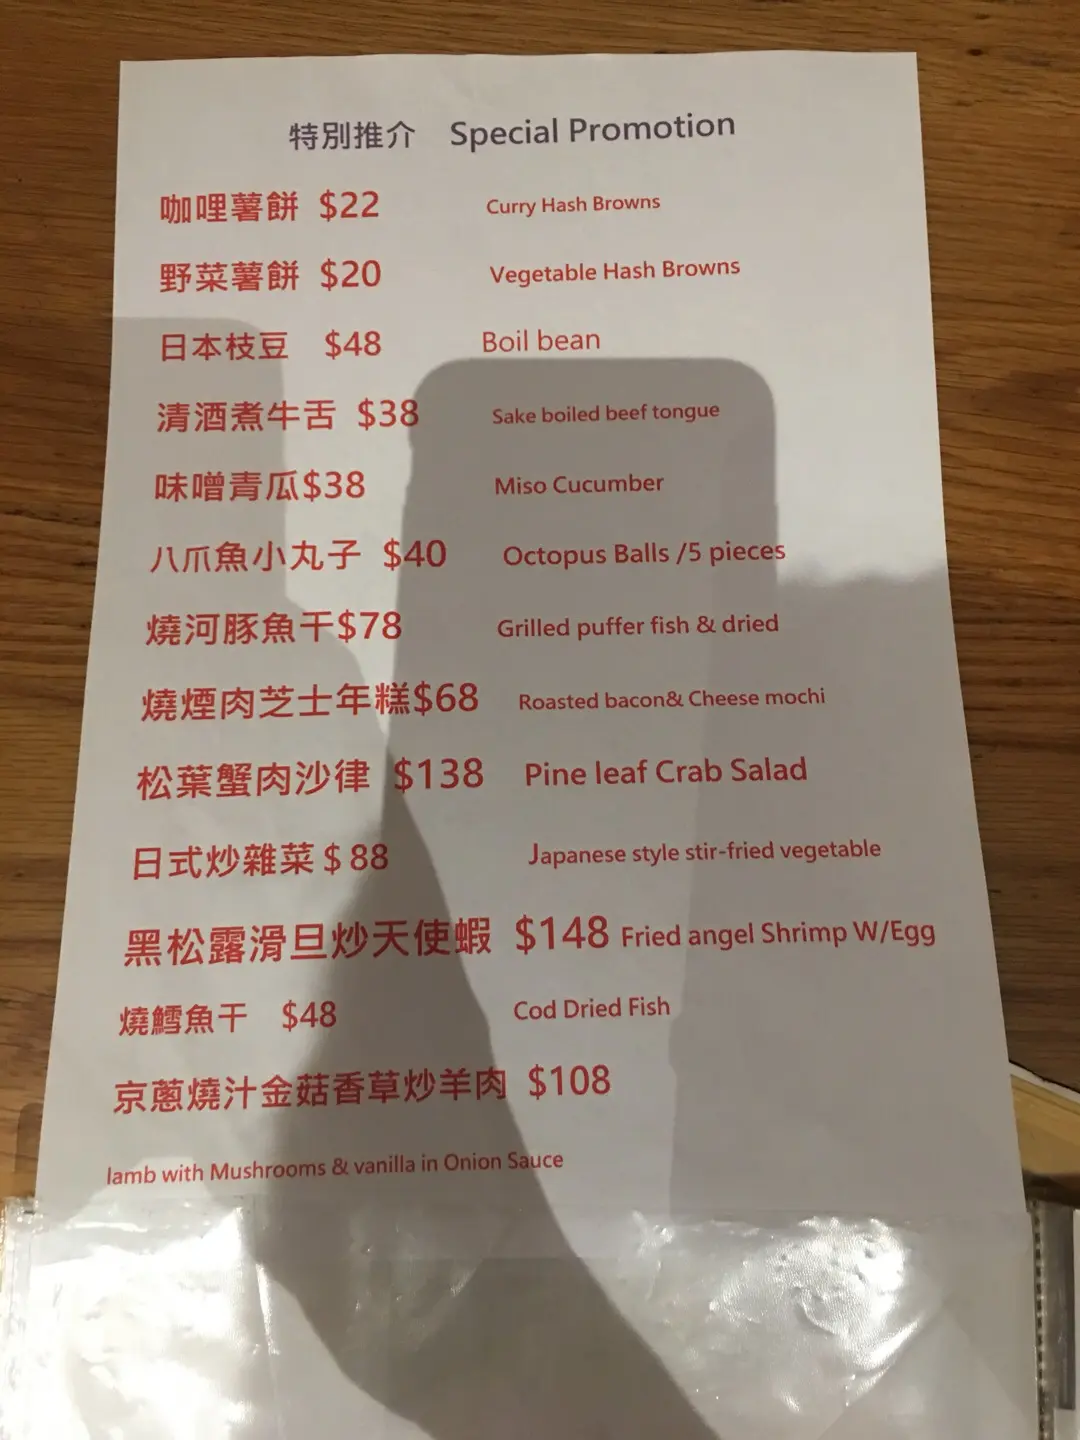 特別推介 Special Promotion
咖哩薯餅 $22 Curry Hash Browns
野菜薯餅 $20 Vegetable Hash Browns
日本枝豆 $48 Boil bean
清酒煮牛舌 $38 Sake boiled beef tongue
味噌青瓜$38 Miso Cucumber
八爪魚小丸子 $40 Octopus Balls /5 pieces
燒河豚魚干$78 Grilled puffer fish & dried
燒煙肉芝士年糕$68 Roasted bacon& Cheese mochi
松葉蟹肉沙律 $138 Pine leaf Crab Salad
日式炒雜菜 $ 88 Japanese style stir-fried vegetable
黑松露滑旦炒天使蝦 $148 Fried angel Shrimp W/Egg
燒鱈魚干 $48 Cod Dried Fish
京蔥燒汁金菇香草炒羊肉 $108
lamb with Mushrooms & vanilla in Onion Sauce